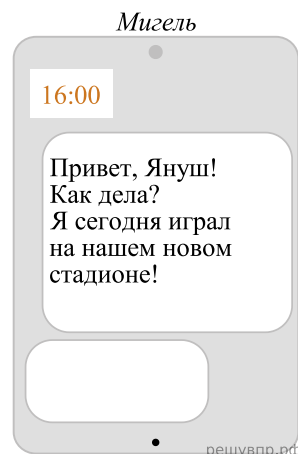 Мигель
16:00
Привет, Януш!
Как дела?
Я сегодня играл
на нашем новом
стадионе!
решувпр.рф